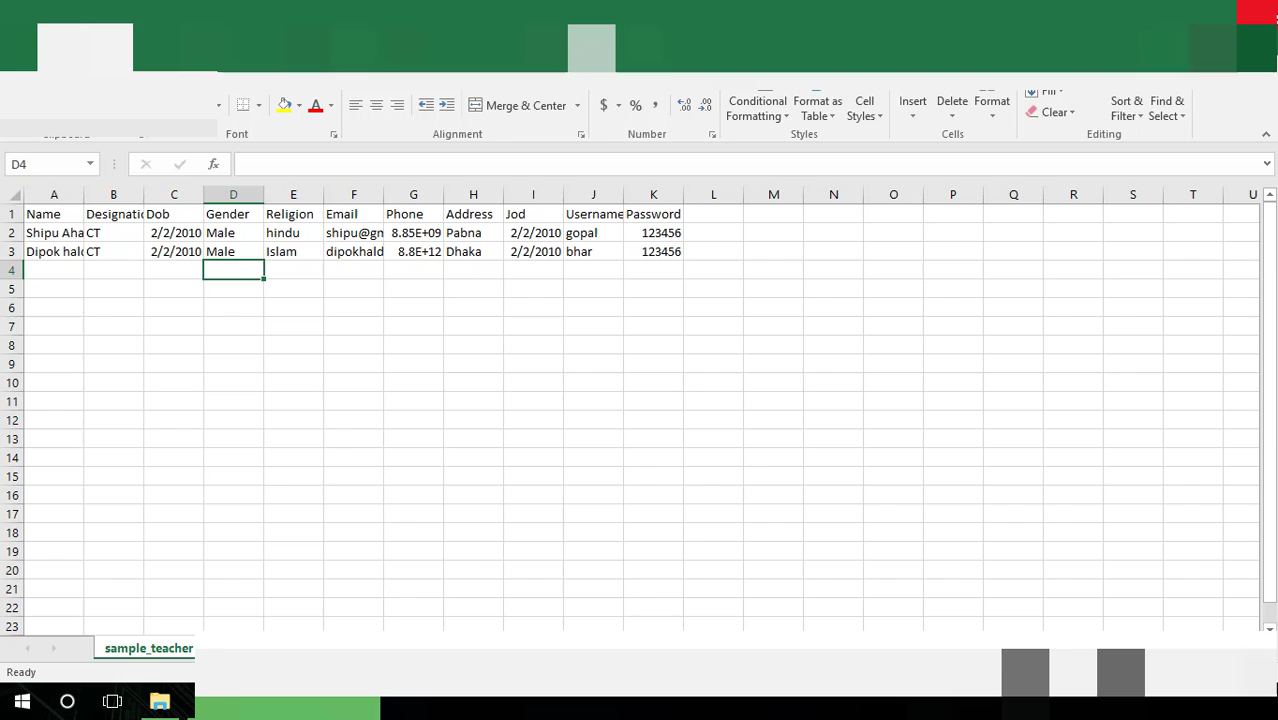 Font
Alignment
Merge & Center
$ % ,
Number
Conditional Formatting
Format as Table
Cell Styles
Styles
Insert
Delete
Format
Cells
Clear
Sort & Filter
Find & Select
Editing
D4
fx
A B C D E F G H I J K L M N O P Q R S T U
1 Name Designatio Dob Gender Religion Email Phone Address Jod Username Password
2 Shipu Aha CT 2/2/2010 Male hindu shipu@gm 8.85E+09 Pabna 2/2/2010 gopal 123456
3 Dipok hald CT 2/2/2010 Male Islam dipokhald 8.8E+12 Dhaka 2/2/2010 bhar 123456
4
5
6
7
8
9
10
11
12
13
14
15
16
17
18
19
20
21
22
23
sample_teacher
Ready